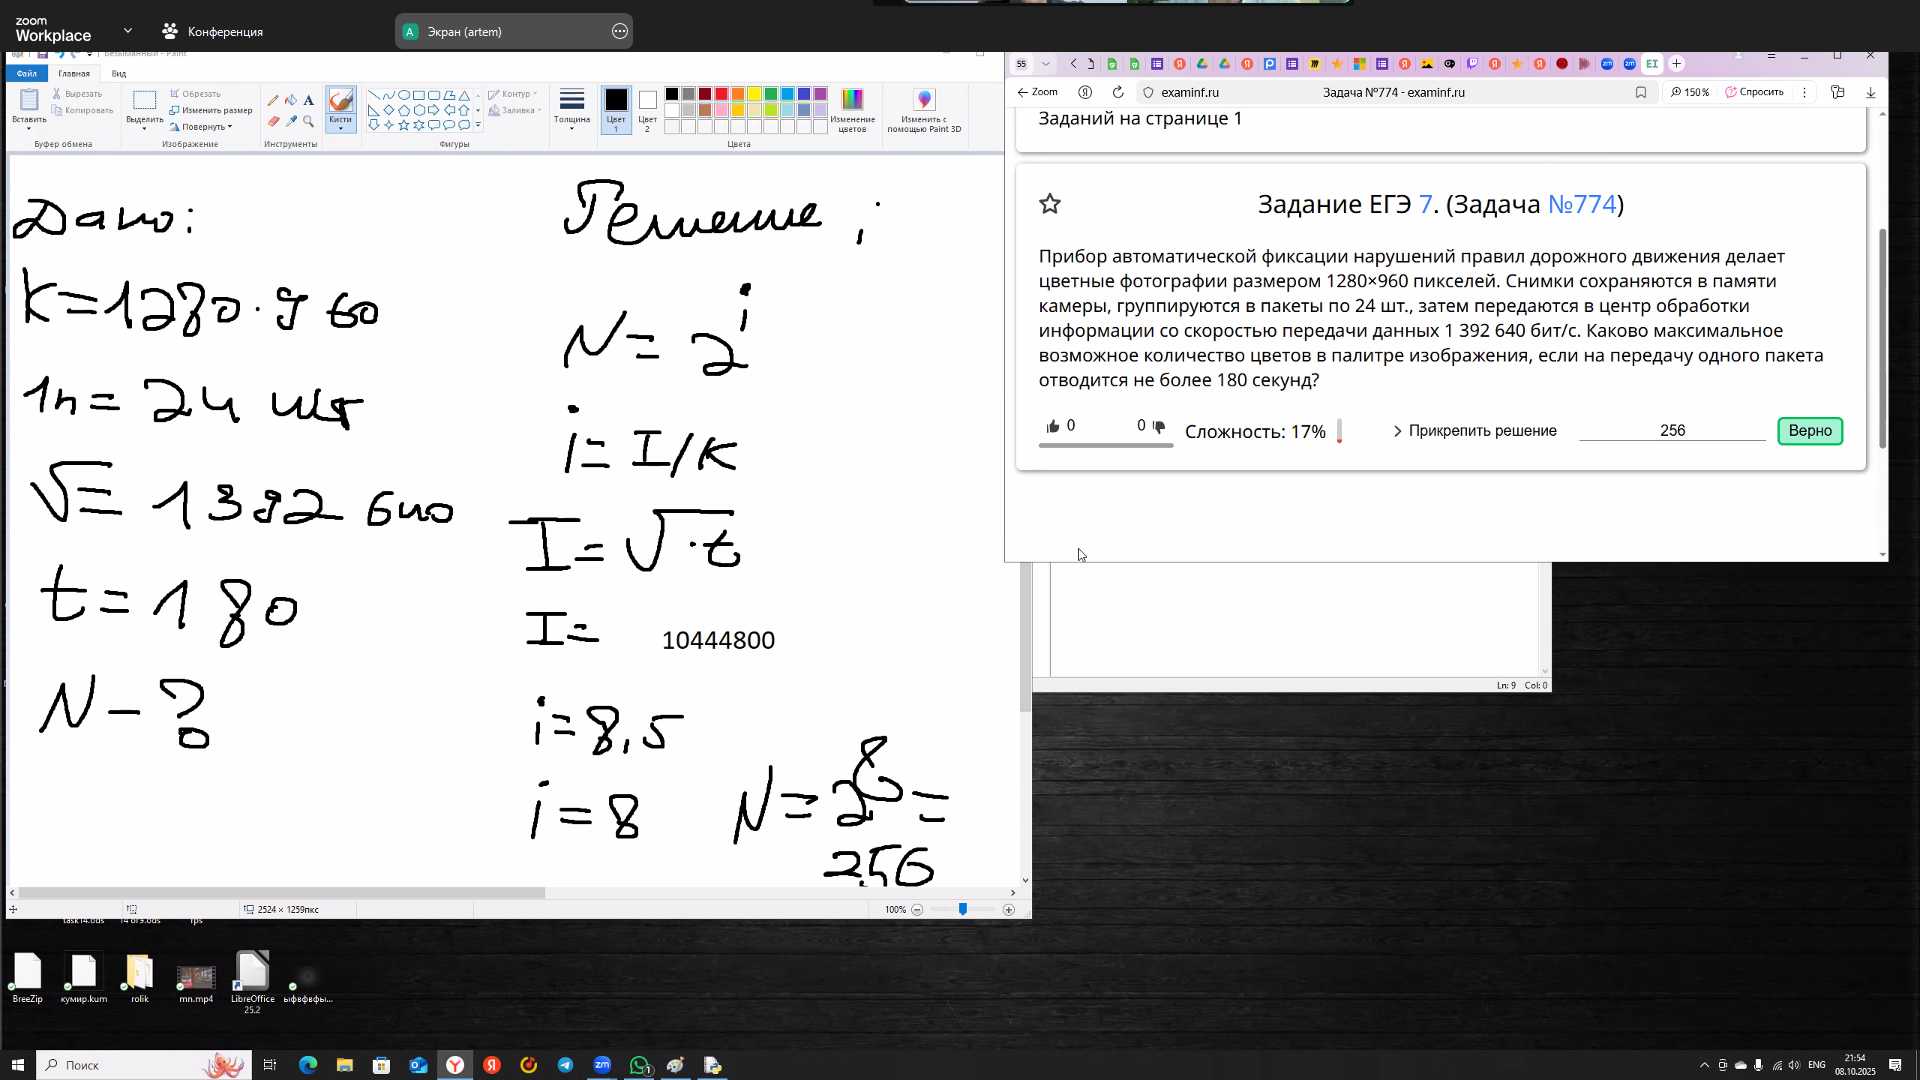 zoom
Workplace
Конференция
A Экран (artem)
Файл Главная Вид
Вставить
Вырезать
Копировать
Буфер обмена
Выделить
Обрезать
Изменить размер
Повернуть
Изображение
A
Инструменты
Кисти
Контур
Заливка
Фигуры
Толщина
Цвет 1
Цвет 2
Изменение цветов
Цвета
Изменить с помощью Paint 3D
Дано:
K=1280·960
1п= 24 шт
V= 1392 640
t=180
N-?
Решение:
N= 2^i
i= I/K
I= V·t
I= 10444800
i=8,5
i=8
N=2^8=
256
100%
2524 × 1259пкс
55
Zoom
examinf.ru
Задача №774 - examinf.ru
150%
Спросить
Заданий на странице 1
Задание ЕГЭ 7. (Задача №774)
Прибор автоматической фиксации нарушений правил дорожного движения делает
цветные фотографии размером 1280×960 пикселей. Снимки сохраняются в памяти
камеры, группируются в пакеты по 24 шт., затем передаются в центр обработки
информации со скоростью передачи данных 1 392 640 бит/с. Каково максимальное
возможное количество цветов в палитре изображения, если на передачу одного пакета
отводится не более 180 секунд?
0 0 Сложность: 17% Прикрепить решение 256 Верно
Ln: 9 Col: 0
BreeZip
кумир.kum
rolik
mn.mp4
LibreOffice 25.2
ыфвфвфы...
Поиск
ENG
21:54
08.10.2025